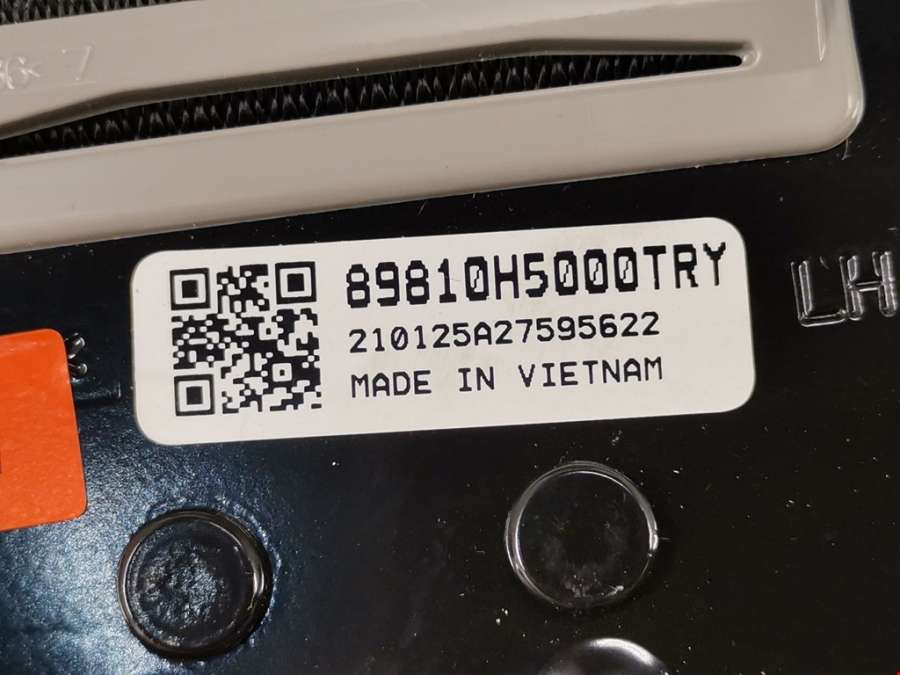 89810H5000TRY
210125A27595622
MADE IN VIETNAM
LH